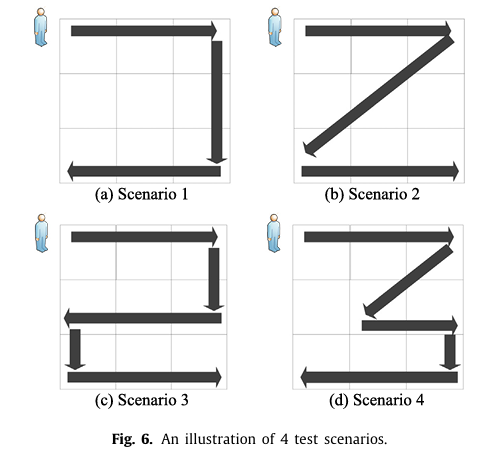 (a) Scenario 1
(b) Scenario 2
(c) Scenario 3
(d) Scenario 4
Fig. 6. An illustration of 4 test scenarios.